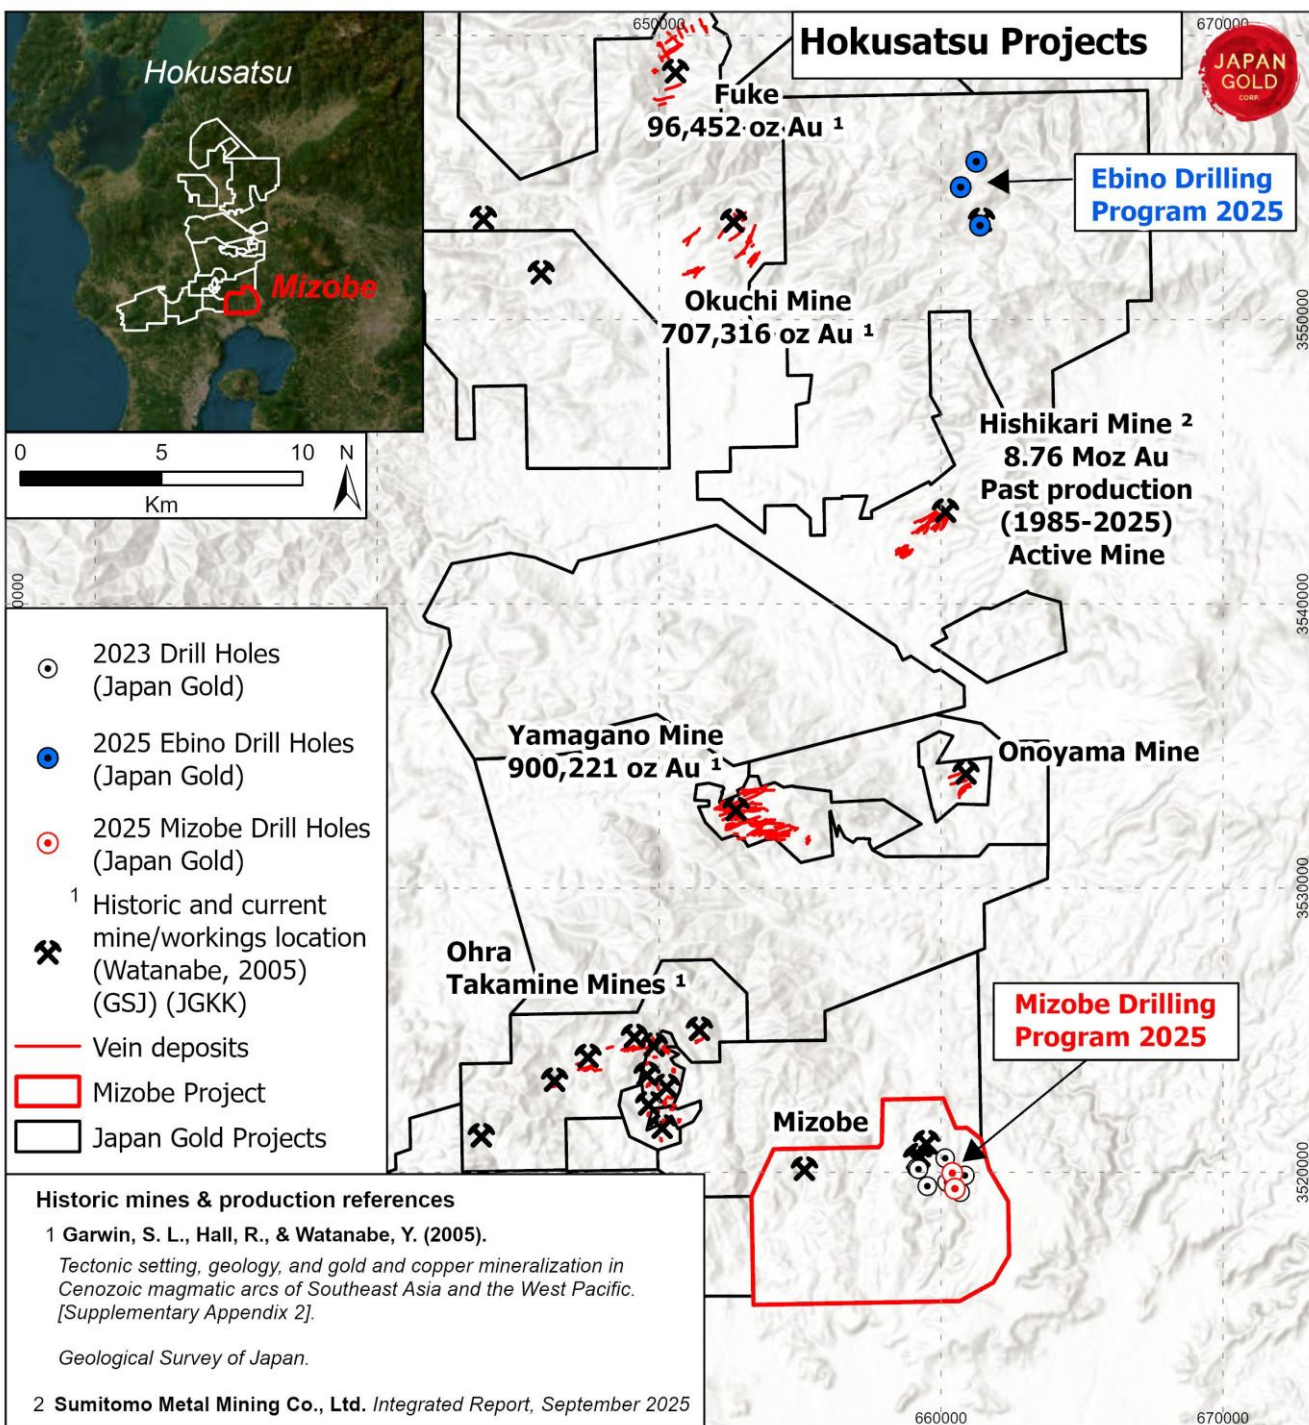 650000
670000
Hokusatsu Projects
JAPAN
GOLD
CORP.
Hokusatsu
Mizobe
Fuke
96,452 oz Au ¹
Ebino Drilling
Program 2025
Okuchi Mine
707,316 oz Au ¹
3550000
0 5 10
Km
N
Hishikari Mine ²
8.76 Moz Au
Past production
(1985-2025)
Active Mine
3540000
2023 Drill Holes
(Japan Gold)
2025 Ebino Drill Holes
(Japan Gold)
2025 Mizobe Drill Holes
(Japan Gold)
1 Historic and current
mine/workings location
(Watanabe, 2005)
(GSJ) (JGKK)
Vein deposits
Mizobe Project
Japan Gold Projects
Yamagano Mine
900,221 oz Au ¹
Onoyama Mine
3530000
Ohra
Takamine Mines ¹
Mizobe Drilling
Program 2025
Mizobe
3520000
Historic mines & production references
1 Garwin, S. L., Hall, R., & Watanabe, Y. (2005).
Tectonic setting, geology, and gold and copper mineralization in
Cenozoic magmatic arcs of Southeast Asia and the West Pacific.
[Supplementary Appendix 2].
Geological Survey of Japan.
2 Sumitomo Metal Mining Co., Ltd. Integrated Report, September 2025
660000
670000